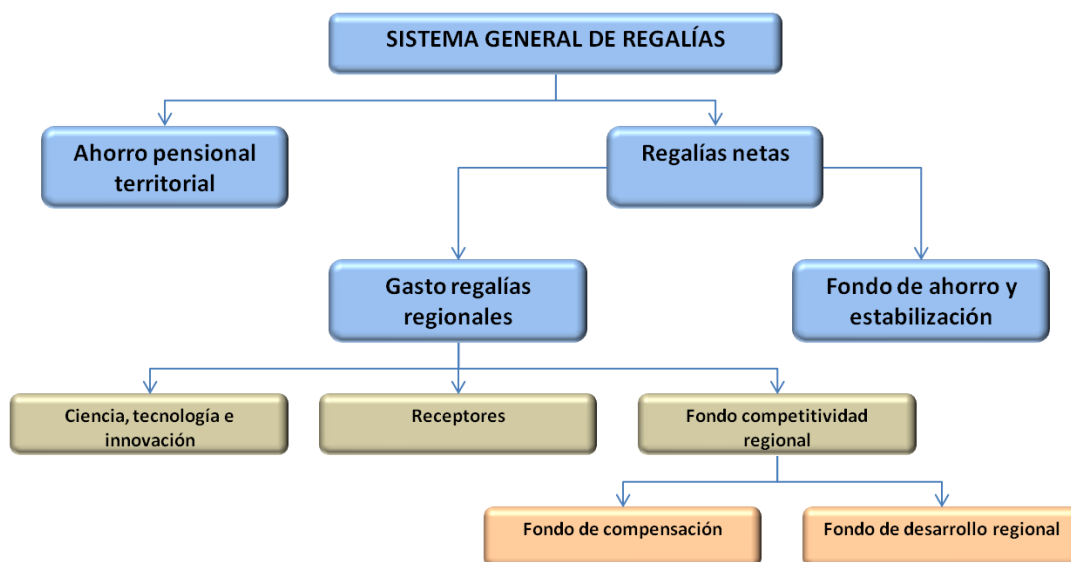 SISTEMA GENERAL DE REGALÍAS
Ahorro pensional
territorial
Regalías netas
Gasto regalías
regionales
Fondo de ahorro y
estabilización
Ciencia, tecnología e
innovación
Receptores
Fondo competitividad
regional
Fondo de compensación
Fondo de desarrollo regional